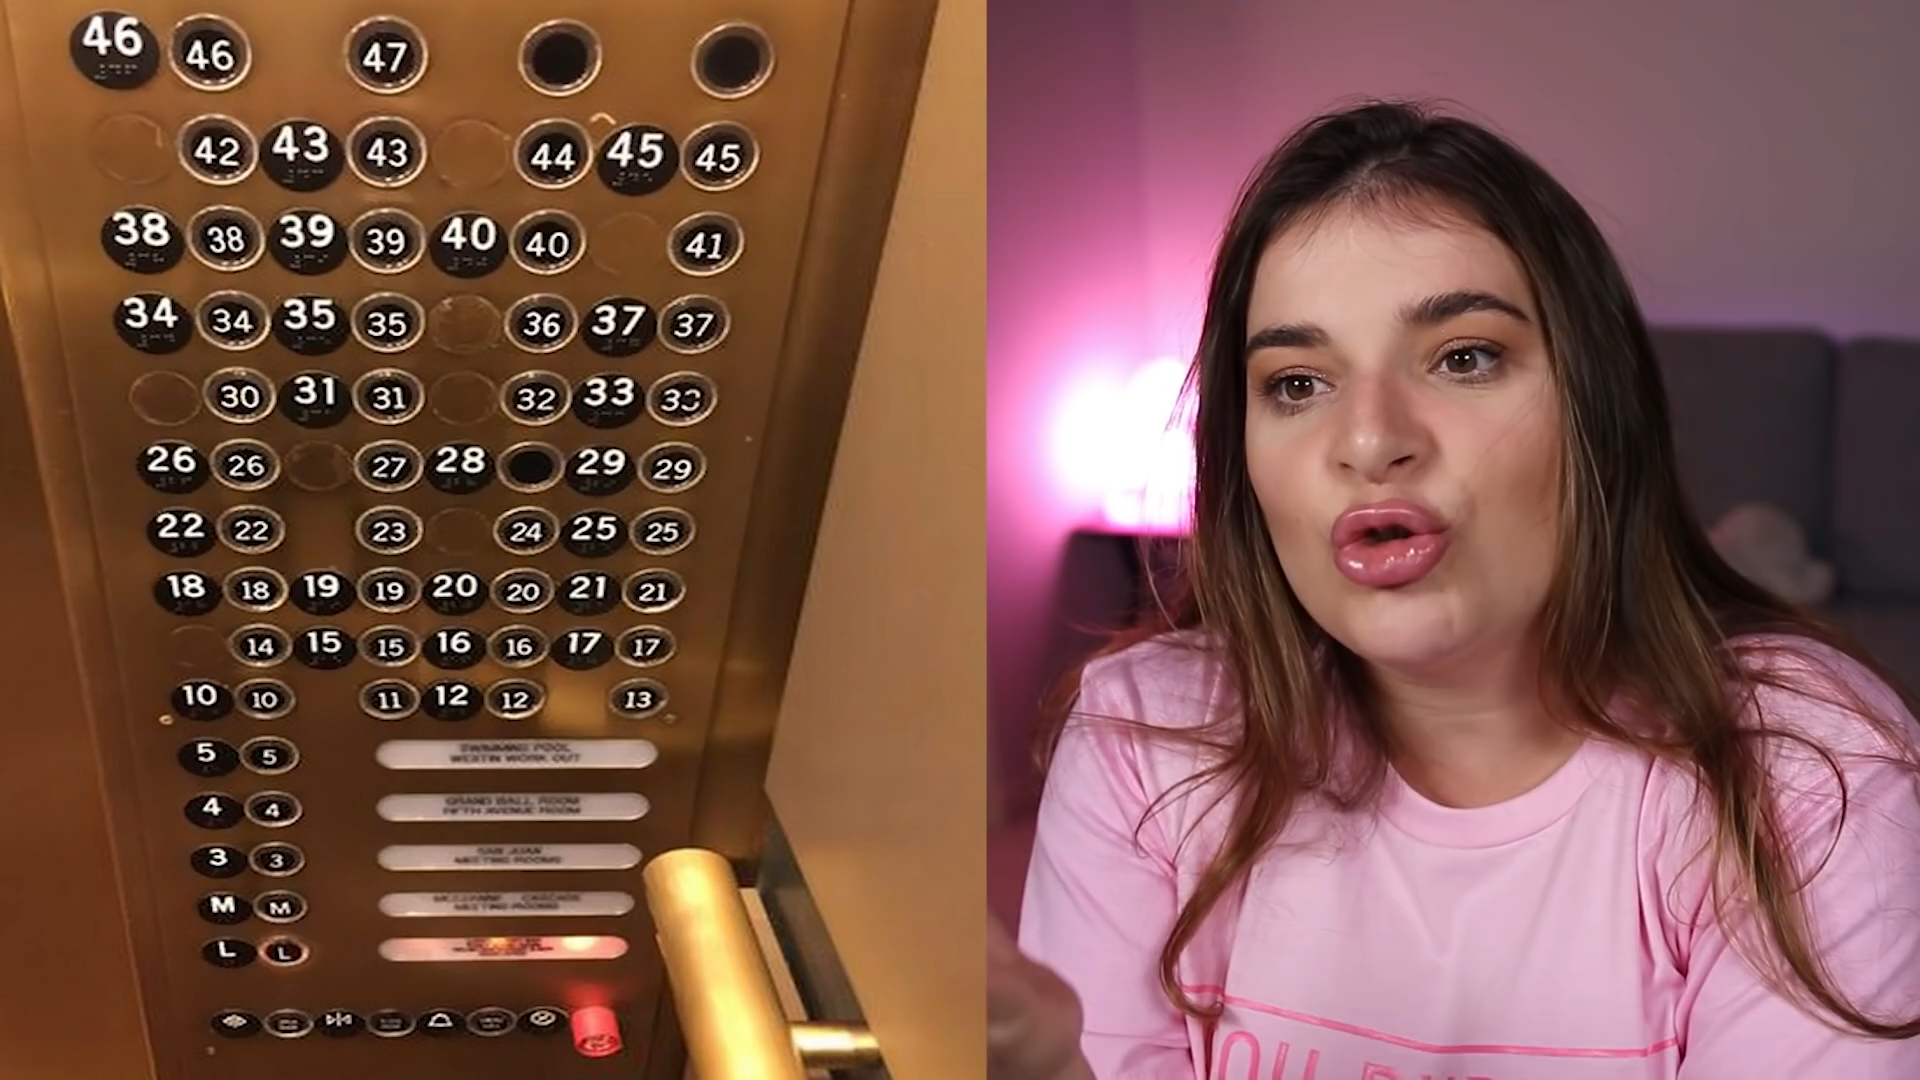 46 46 47
42 43 43 44 45 45
38 38 39 39 40 40 41
34 34 35 35 36 37 37
30 31 31 32 33 33
26 26 27 28 29 29
22 22 23 24 25 25
18 18 19 19 20 20 21 21
14 15 15 16 16 17 17
10 10 11 12 12 13
5 5 SWIMMING POOL
WESTIN WORK OUT
4 4 GRAND BALL ROOM
FIFTH AVENUE ROOM
3 3 SAN JUAN
MEETING ROOMS
M M CASCADE
MEETING ROOMS
L L